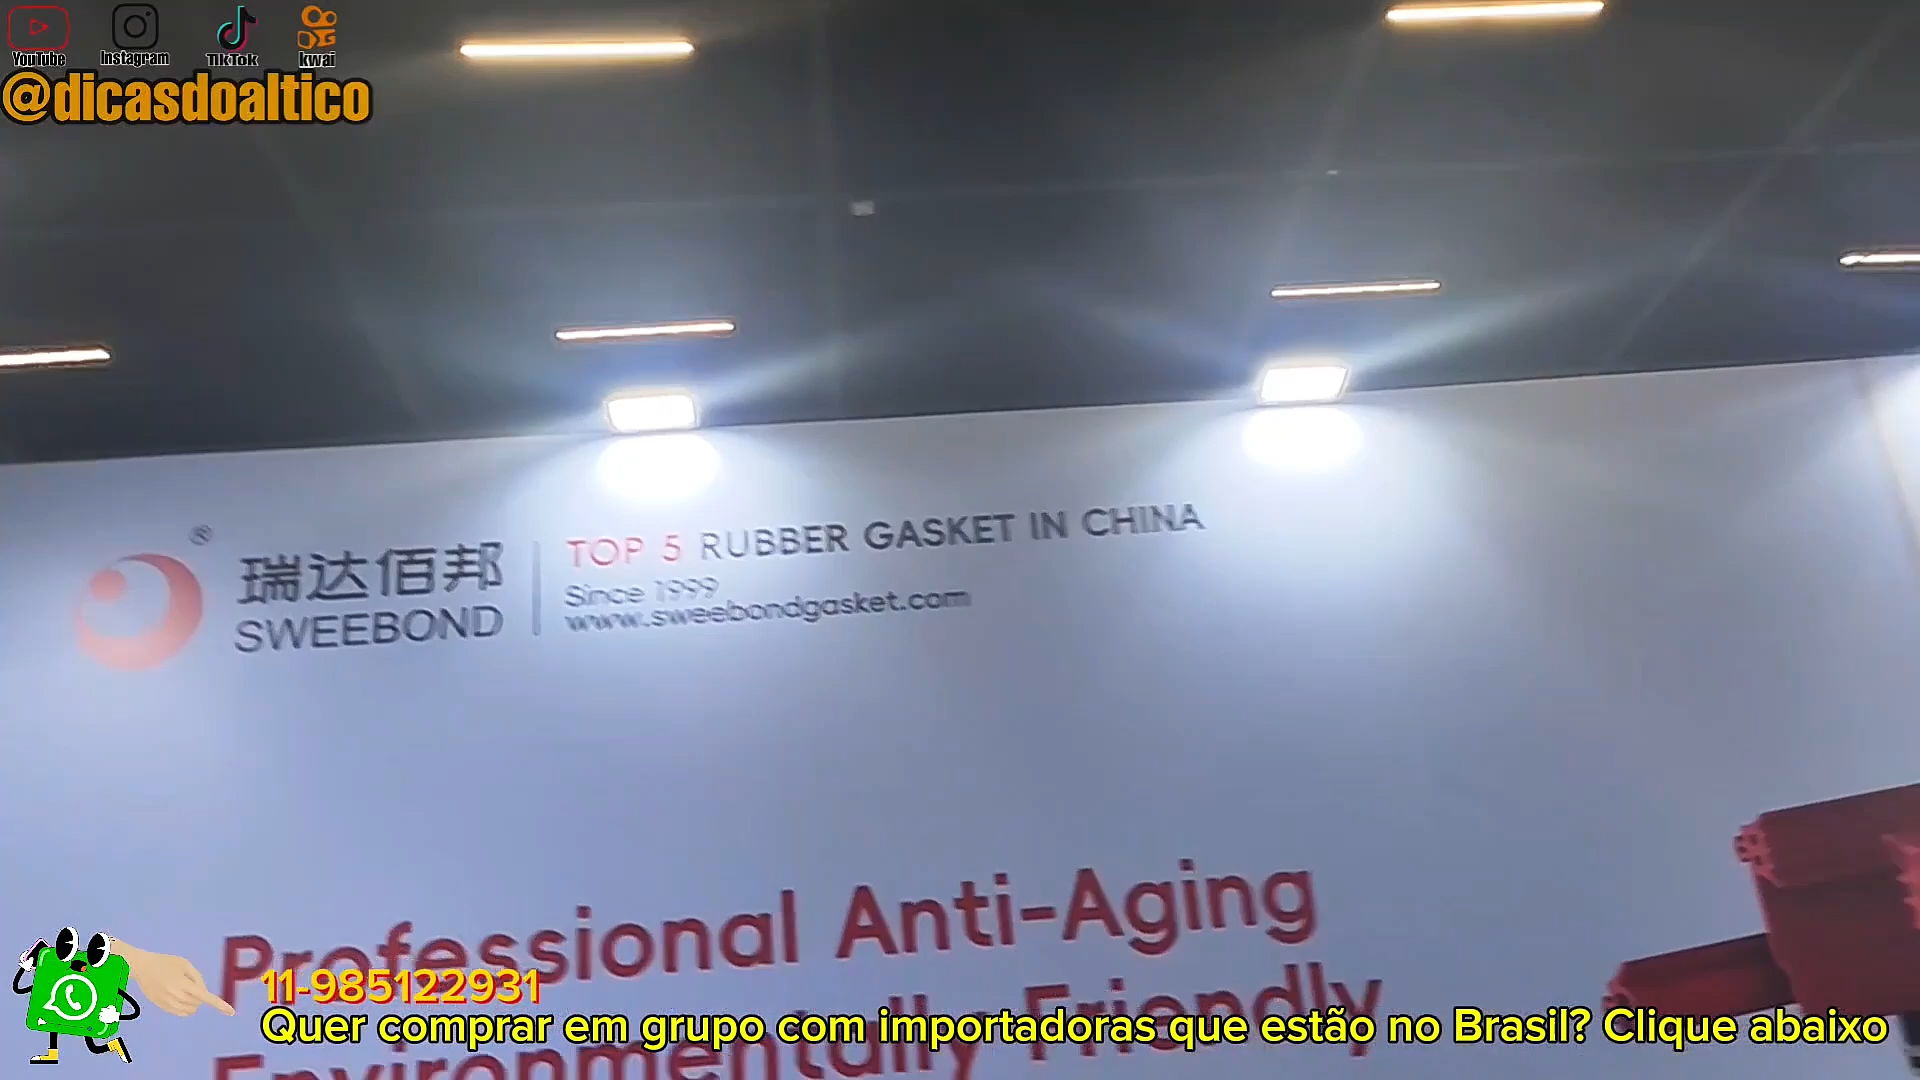 YouTube Instagram TikTok kwai
@dicasdoaltico
®
瑞达佰邦
SWEEBOND
TOP 5 RUBBER GASKET IN CHINA
Since 1999
www.sweebondgasket.com
Professional Anti-Aging
Environmentally Friendly
11-985122931
Quer comprar em grupo com importadoras que estão no Brasil? Clique abaixo